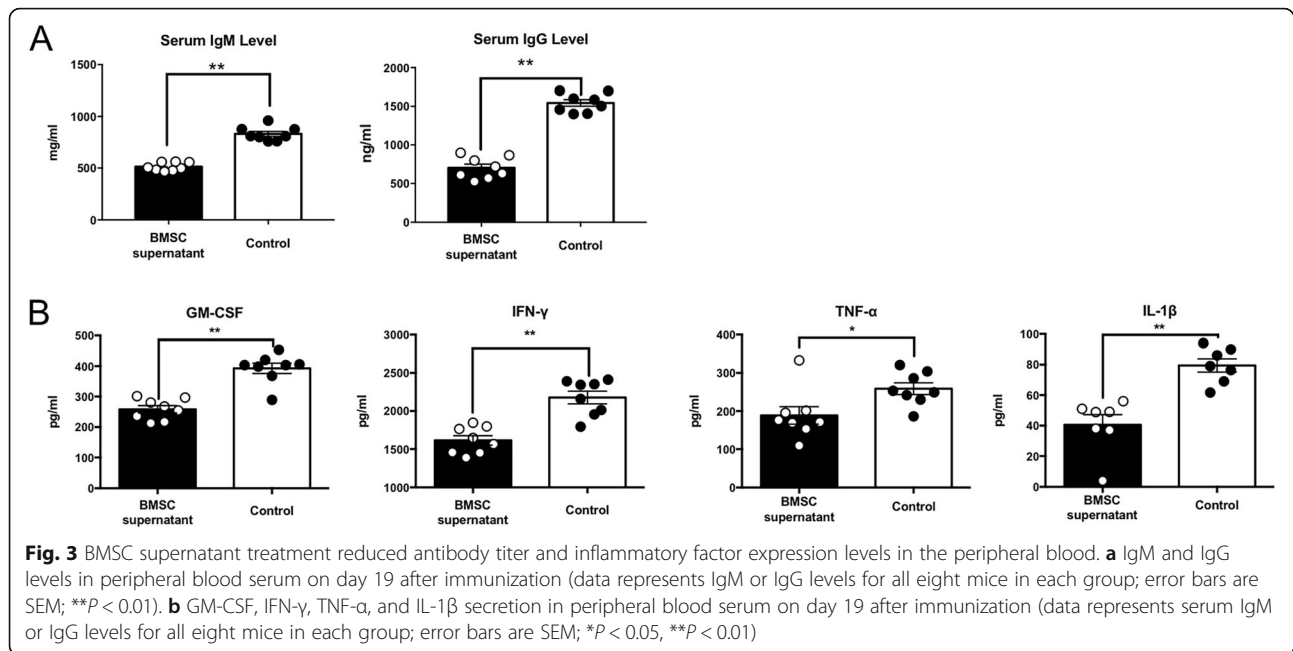 A
Serum IgM Level
**
mg/ml
1500
1000
500
0
BMSC
supernatant
Control
Serum IgG Level
**
ng/ml
2000
1500
1000
500
0
BMSC
supernatant
Control
B
GM-CSF
**
pg/ml
500
400
300
200
100
0
BMSC
supernatant
Control
IFN-γ
**
pg/ml
3000
2500
2000
1500
1000
BMSC
supernatant
Control
TNF-α
*
pg/ml
400
300
200
100
0
BMSC
supernatant
Control
IL-1β
**
pg/ml
100
80
60
40
20
0
BMSC
supernatant
Control
Fig. 3 BMSC supernatant treatment reduced antibody titer and inflammatory factor expression levels in the peripheral blood. a IgM and IgG
levels in peripheral blood serum on day 19 after immunization (data represents IgM or IgG levels for all eight mice in each group; error bars are
SEM; **P < 0.01). b GM-CSF, IFN-γ, TNF-α, and IL-1β secretion in peripheral blood serum on day 19 after immunization (data represents serum IgM
or IgG levels for all eight mice in each group; error bars are SEM; *P < 0.05, **P < 0.01)